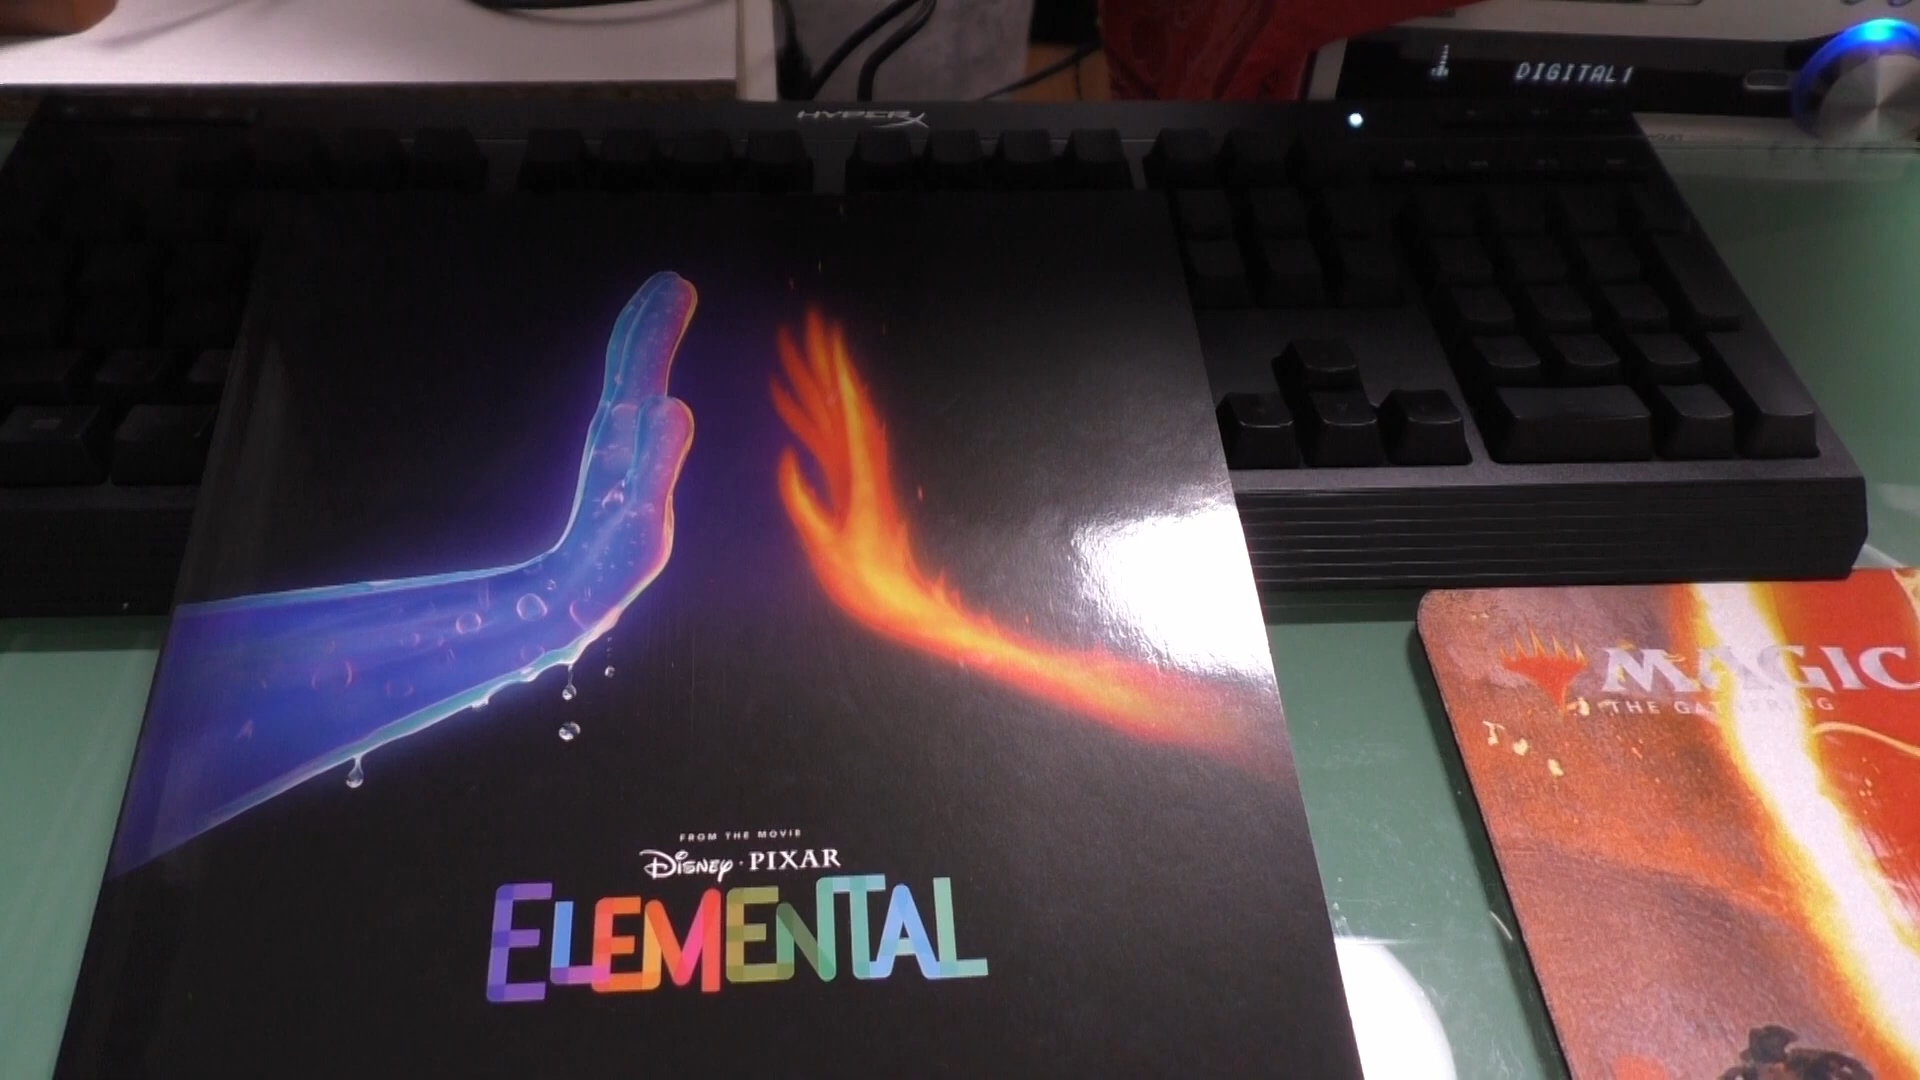 DIGITAL1
HYPERX
MAGIC
THE GATHERING
FROM THE MOVIE
Disney · PIXAR
ELEMENTAL